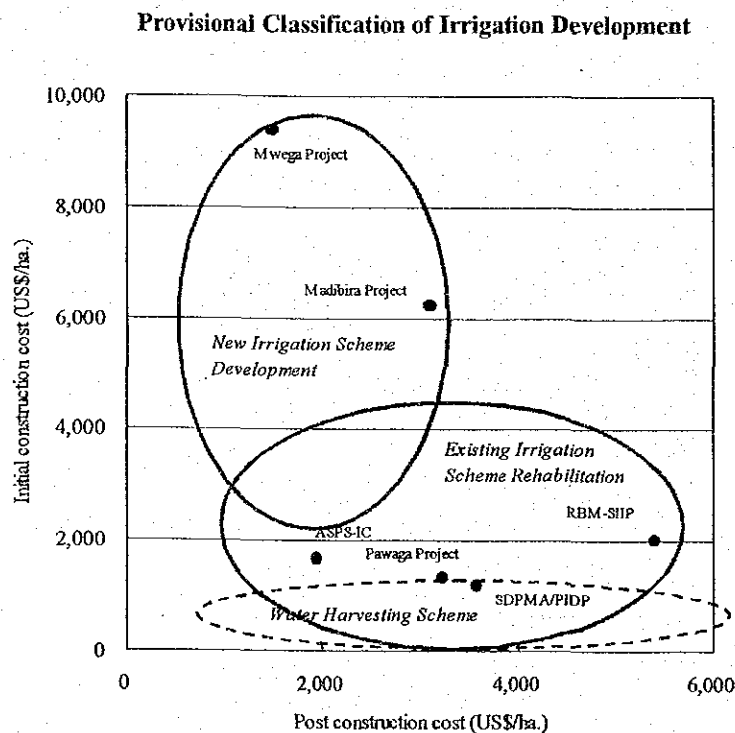 Provisional Classification of Irrigation Development
10,000
8,000
6,000
4,000
2,000
0
Initial construction cost (US$/ha.)
Mwega Project
Madibira Project
New Irrigation Scheme
Development
Existing Irrigation
Scheme Rehabilitation
RBM-SIIP
ASPS-IC
Pawaga Project
SDPMA/PIDP
Water Harvesting Scheme
0
2,000
4,000
6,000
Post construction cost (US$/ha.)